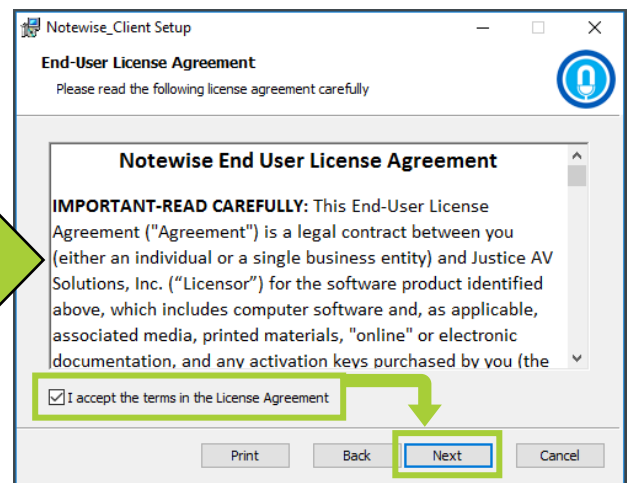 Notewise_Client Setup
End-User License Agreement
Please read the following license agreement carefully
Notewise End User License Agreement
IMPORTANT-READ CAREFULLY: This End-User License
Agreement ("Agreement") is a legal contract between you
(either an individual or a single business entity) and Justice AV
Solutions, Inc. (“Licensor”) for the software product identified
above, which includes computer software and, as applicable,
associated media, printed materials, "online" or electronic
documentation, and any activation keys purchased by you (the
I accept the terms in the License Agreement
Print Back Next Cancel